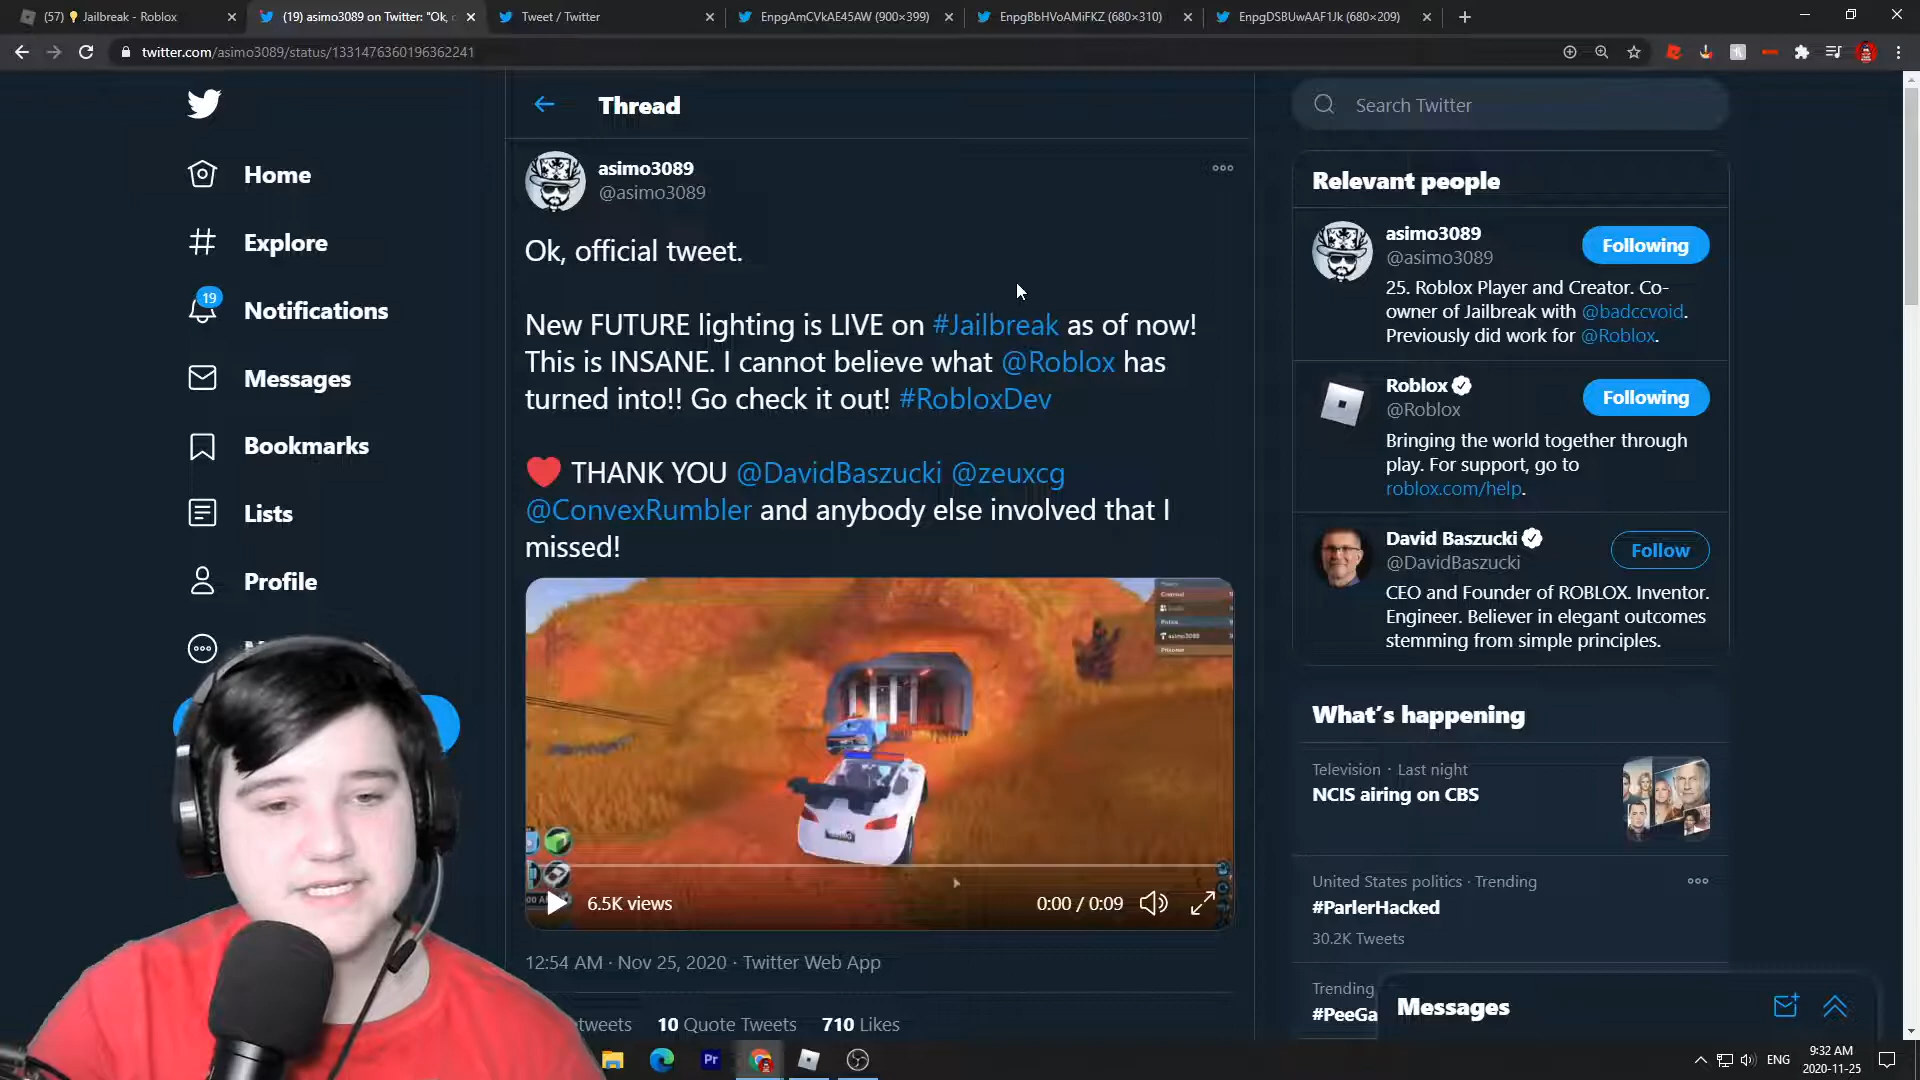 (57) 💡 Jailbreak - Roblox
(19) asimo3089 on Twitter: "Ok, o
Tweet / Twitter
EnpgAmCVkAE45AW (900×399)
EnpgBbHVoAMiFKZ (680×310)
EnpgDSBUwAAF1Jk (680×209)
twitter.com/asimo3089/status/1331476360196362241
Home
Explore
19
Notifications
Messages
Bookmarks
Lists
Profile
Thread
asimo3089
@asimo3089
Ok, official tweet.
New FUTURE lighting is LIVE on #Jailbreak as of now!
This is INSANE. I cannot believe what @Roblox has
turned into!! Go check it out! #RobloxDev
❤️ THANK YOU @DavidBaszucki @zeuxcg
@ConvexRumbler and anybody else involved that I
missed!
Criminal
Police
asimo3089
Prisoner
6.5K views
0:00 / 0:09
12:54 AM · Nov 25, 2020 · Twitter Web App
10 Quote Tweets 710 Likes
Search Twitter
Relevant people
asimo3089
@asimo3089
Following
25. Roblox Player and Creator. Co-
owner of Jailbreak with @badccvoid.
Previously did work for @Roblox.
Roblox
@Roblox
Following
Bringing the world together through
play. For support, go to
roblox.com/help.
David Baszucki
@DavidBaszucki
Follow
CEO and Founder of ROBLOX. Inventor.
Engineer. Believer in elegant outcomes
stemming from simple principles.
What's happening
Television · Last night
NCIS airing on CBS
United States politics · Trending
#ParlerHacked
30.2K Tweets
Trending
#PeeGa
Messages
Pr
ENG
9:32 AM
2020-11-25